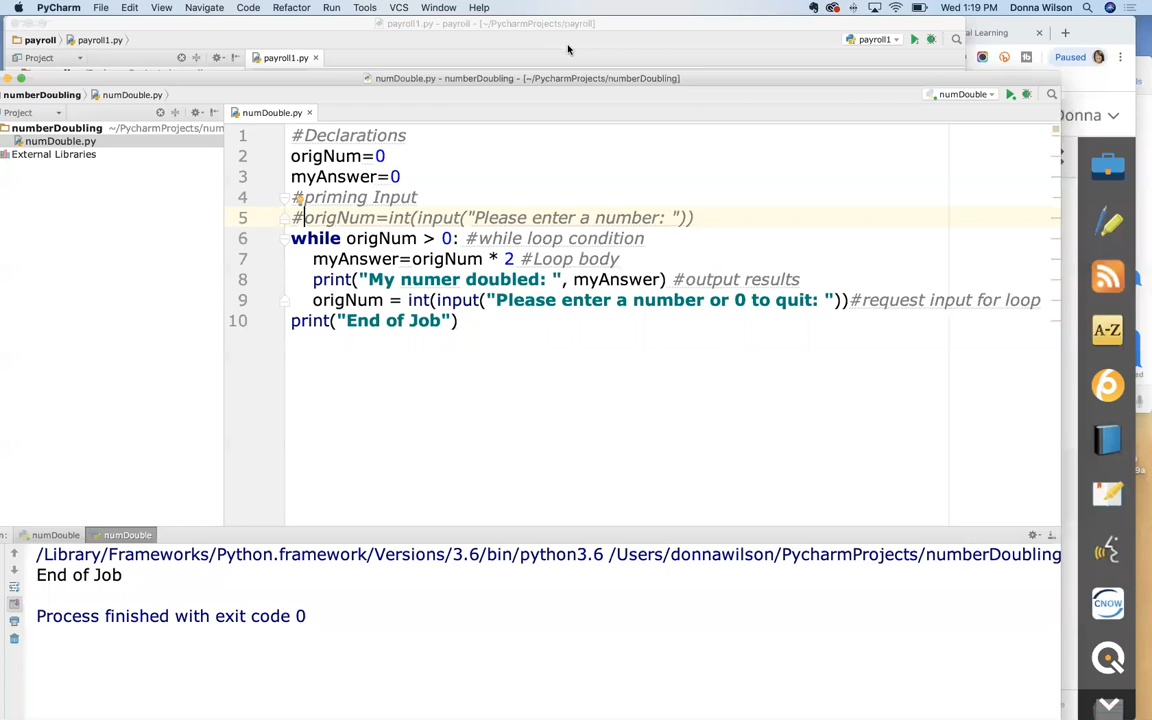 PyCharm File Edit View Navigate Code Refactor Run Tools VCS Window Help Wed 1:19 PM Donna Wilson
payroll1.py - payroll - [~/PycharmProjects/payroll]
payroll payroll1.py payroll1
al Learning
Project payroll1.py Paused
numDouble.py - numberDoubling - [~/PycharmProjects/numberDoubling]
numberDoubling numDouble.py numDouble
Project numDouble.py onna
numberDoubling ~/PycharmProjects/num
numDouble.py
External Libraries
1 #Declarations
2 origNum=0
3 myAnswer=0
4 #priming Input
5 #origNum=int(input("Please enter a number: "))
6 while origNum > 0: #while loop condition
7 myAnswer=origNum * 2 #Loop body
8 print("My numer doubled: ", myAnswer) #output results
9 origNum = int(input("Please enter a number or 0 to quit: "))#request input for loop
10 print("End of Job")
A-Z
CNOW
numDouble numDouble
/Library/Frameworks/Python.framework/Versions/3.6/bin/python3.6 /Users/donnawilson/PycharmProjects/numberDoubling
End of Job
Process finished with exit code 0